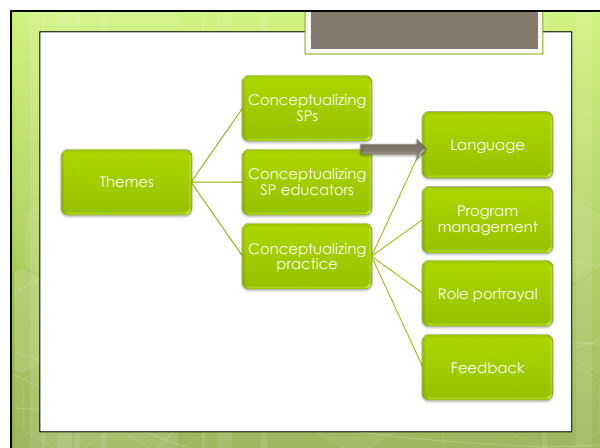 Themes
Conceptualizing
SPs
Conceptualizing
SP educators
Conceptualizing
practice
Language
Program
management
Role portrayal
Feedback